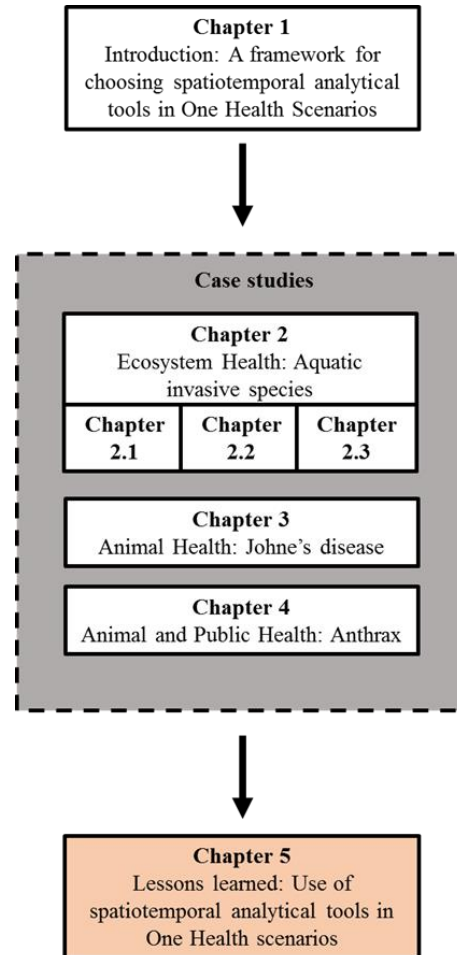 Chapter 1
Introduction: A framework for
choosing spatiotemporal analytical
tools in One Health Scenarios
Case studies
Chapter 2
Ecosystem Health: Aquatic
invasive species
Chapter
2.1
Chapter
2.2
Chapter
2.3
Chapter 3
Animal Health: Johne’s disease
Chapter 4
Animal and Public Health: Anthrax
Chapter 5
Lessons learned: Use of
spatiotemporal analytical tools in
One Health scenarios